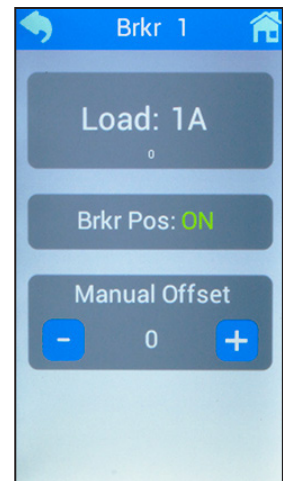 Brkr 1
Load: 1A
0
Brkr Pos: ON
Manual Offset
- 0 +